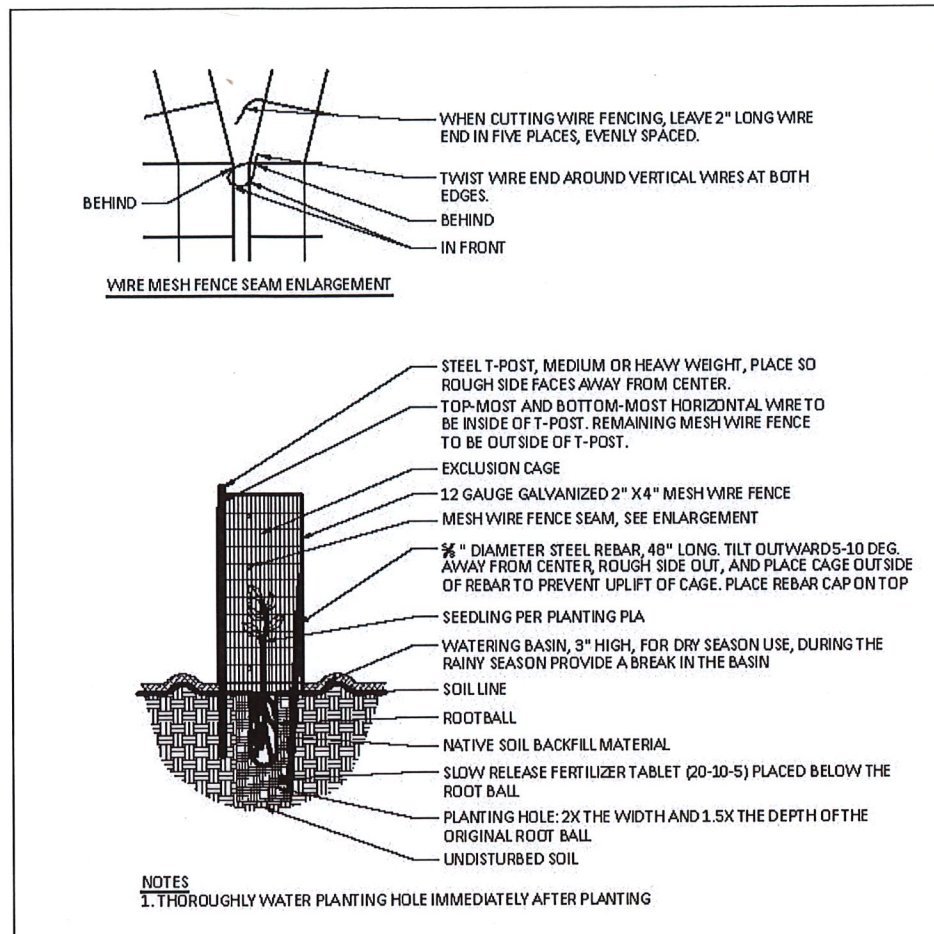 WHEN CUTTING WIRE FENCING, LEAVE 2" LONG WIRE
END IN FIVE PLACES, EVENLY SPACED.
TWIST WIRE END AROUND VERTICAL WIRES AT BOTH
EDGES.
BEHIND
BEHIND
IN FRONT
WIRE MESH FENCE SEAM ENLARGEMENT
STEEL T-POST, MEDIUM OR HEAVY WEIGHT, PLACE SO
ROUGH SIDE FACES AWAY FROM CENTER.
TOP-MOST AND BOTTOM-MOST HORIZONTAL WIRE TO
BE INSIDE OF T-POST. REMAINING MESH WIRE FENCE
TO BE OUTSIDE OF T-POST.
EXCLUSION CAGE
12 GAUGE GALVANIZED 2" X4" MESH WIRE FENCE
MESH WIRE FENCE SEAM, SEE ENLARGEMENT
" DIAMETER STEEL REBAR, 48" LONG. TILT OUTWARD 5-10 DEG.
AWAY FROM CENTER, ROUGH SIDE OUT, AND PLACE CAGE OUTSIDE
OF REBAR TO PREVENT UPLIFT OF CAGE. PLACE REBAR CAP ON TOP
SEEDLING PER PLANTING PLA
WATERING BASIN, 3" HIGH, FOR DRY SEASON USE, DURING THE
RAINY SEASON PROVIDE A BREAK IN THE BASIN
SOIL LINE
ROOTBALL
NATIVE SOIL BACKFILL MATERIAL
SLOW RELEASE FERTILIZER TABLET (20-10-5) PLACED BELOW THE
ROOT BALL
PLANTING HOLE: 2X THE WIDTH AND 1.5X THE DEPTH OF THE
ORIGINAL ROOT BALL
UNDISTURBED SOIL
NOTES
1. THOROUGHLY WATER PLANTING HOLE IMMEDIATELY AFTER PLANTING